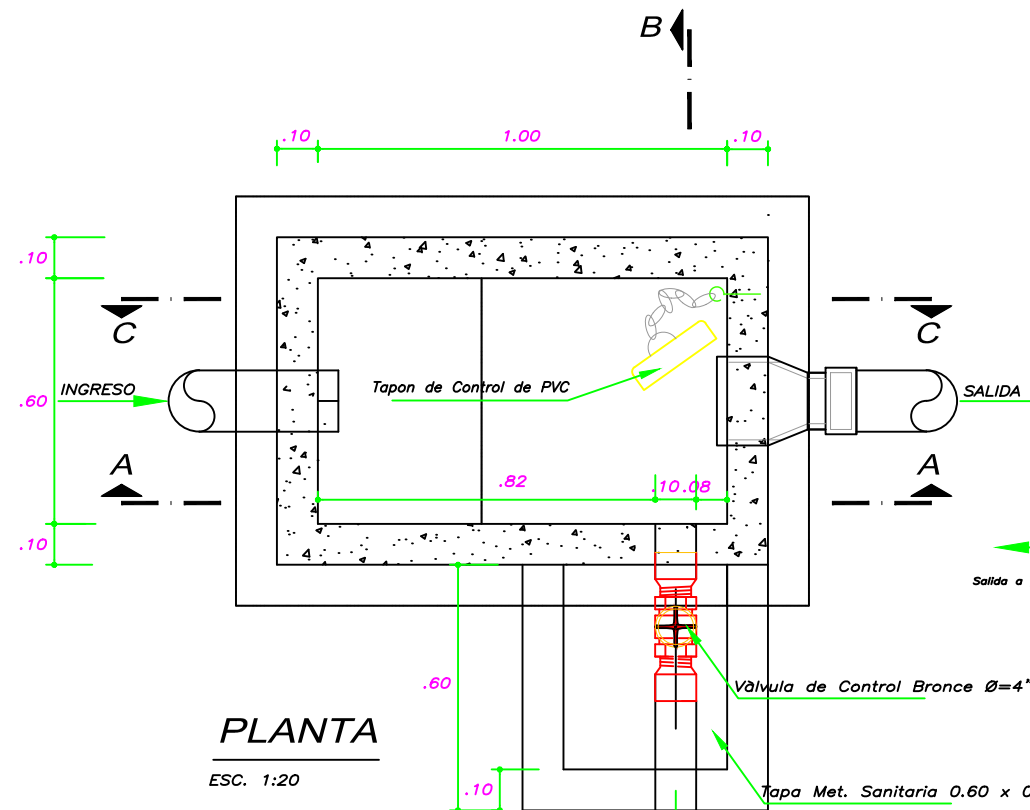 B
.10
1.00
.10
.10
C
C
INGRESO
.60
Tapon de Control de PVC
SALIDA
A
A
.82
.10
.08
.10
Salida a
.60
Vàlvula de Control Bronce Ø=4"
PLANTA
ESC. 1:20
.10
Tapa Met. Sanitaria 0.60 x